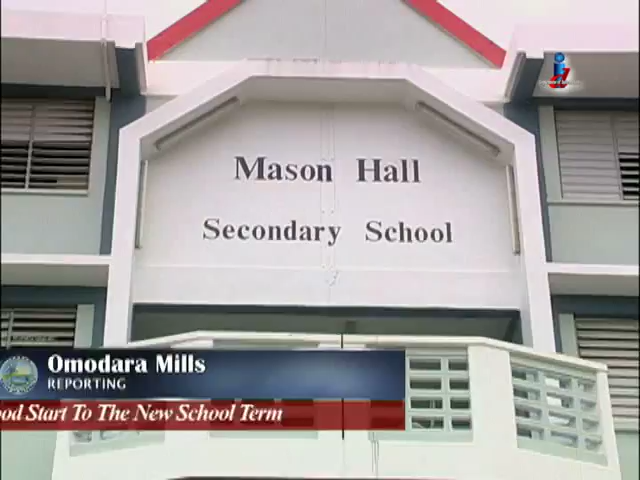 Mason Hall
Secondary School
Omodara Mills
REPORTING
ood Start To The New School Term